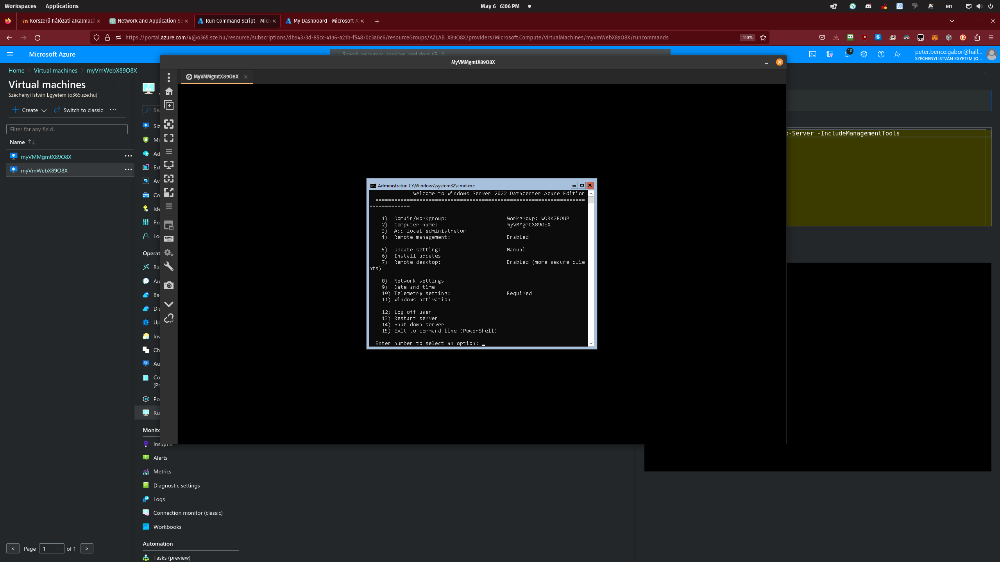 Workspaces Applications May 6 6:06 PM en
Korszerű hálózati alkalmazá Network and Application Se Run Command Script - Micr My Dashboard - Microsoft A
https://portal.azure.com/#@o365.sze.hu/resource/subscriptions/db94373d-85cc-4196-a21b-f54870c3a0c6/resourceGroups/AZLAB_X89O8X/providers/Microsoft.Compute/virtualMachines/myVmWebX89O8X/runcommands 110%
Microsoft Azure Search resources, services, and docs (G+/) 10 peter.bence.gabor@hall...
SZÉCHENYI ISTVÁN EGYETEM (O...
Home > Virtual machines > myVmWebX89O8X
Virtual machines
Széchenyi István Egyetem (o365.sze.hu)
Create Switch to classic ...
Filter for any field...
Name
myVMMgmtX89O8X ...
myVmWebX89O8X ...
< Page 1 of 1 >
Sea
Siz
Mi
Ad
Ext
Ava
Co
Ide
Pro
Loc
Operat
Bas
Au
Bac
Dis
Up
Inv
Ch
Au
Co
(Pr
Po
Ru
Monito
Insights
Alerts
Metrics
Diagnostic settings
Logs
Connection monitor (classic)
Workbooks
Automation
Tasks (preview)
MyVMMgmtX89O8X
MyVMMgmtX89O8X
Administrator: C:\Windows\system32\cmd.exe
Welcome to Windows Server 2022 Datacenter Azure Edition
===================================================================
=============
1) Domain/workgroup: Workgroup: WORKGROUP
2) Computer name: myVMMgmtX89O8X
3) Add local administrator
4) Remote management: Enabled
5) Update setting: Manual
6) Install updates
7) Remote desktop: Enabled (more secure clie
nts)
8) Network settings
9) Date and time
10) Telemetry setting: Required
11) Windows activation
12) Log off user
13) Restart server
14) Shut down server
15) Exit to command line (PowerShell)
Enter number to select an option:
-Server -IncludeManagementTools